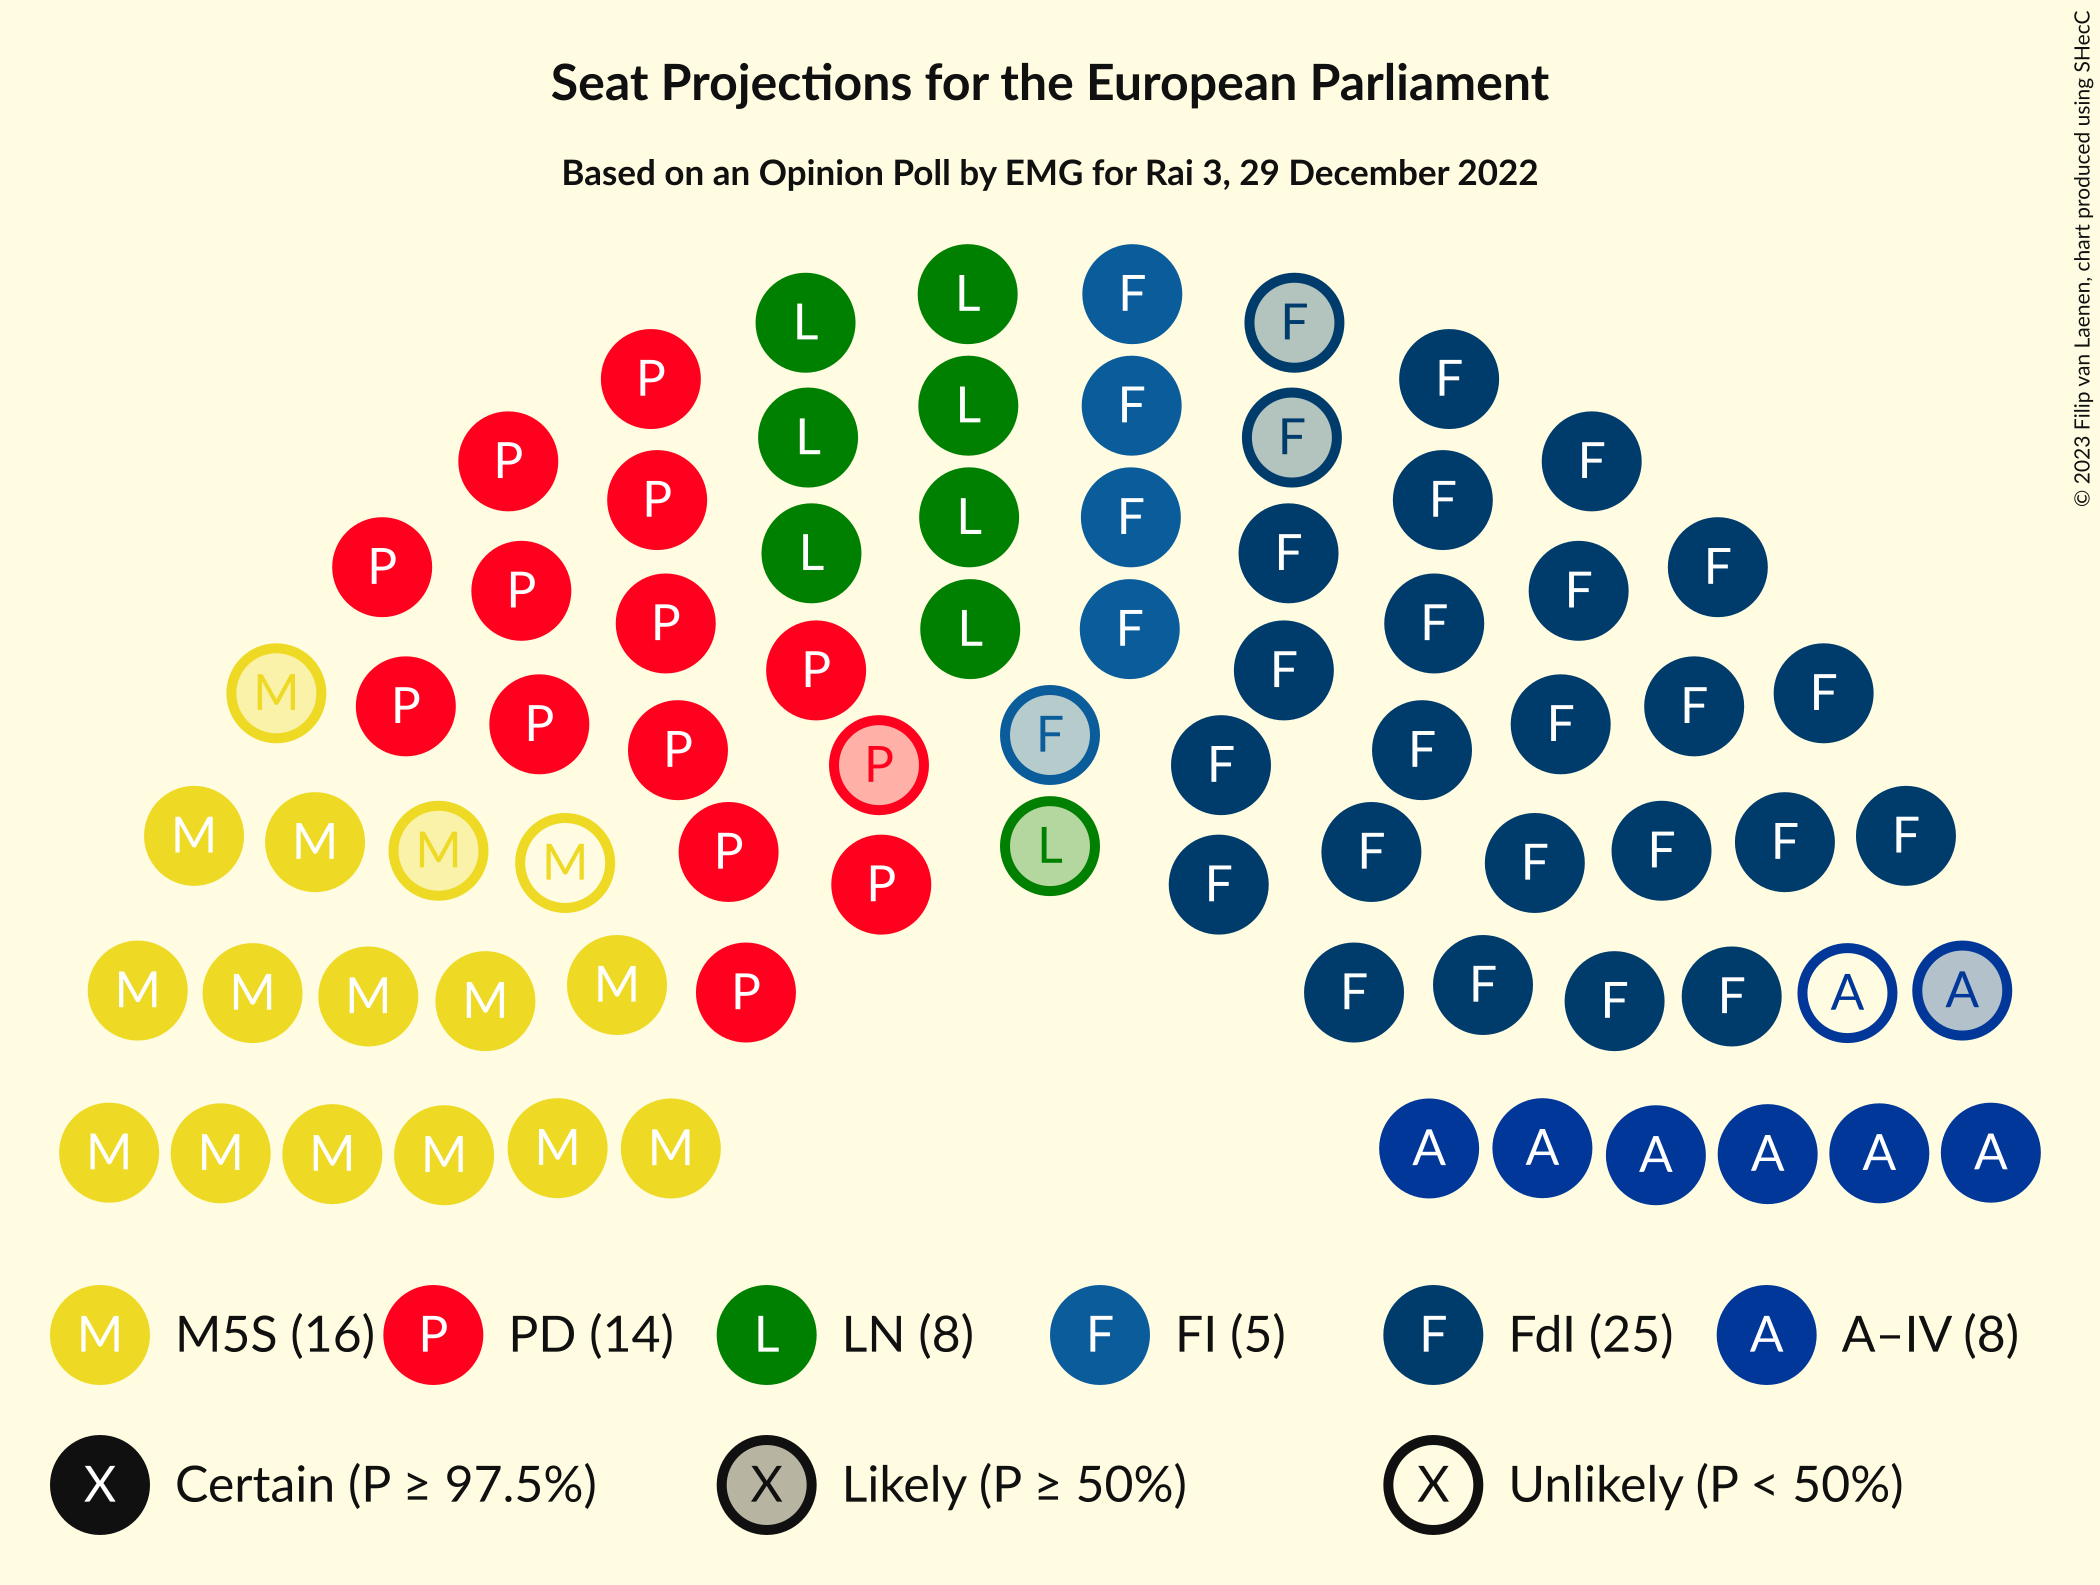 Seat Projections for the European Parliament
Based on an Opinion Poll by EMG for Rai 3, 29 December 2022
© 2023 Filip van Laenen, chart produced using SHecC
L L F F
P L L F F F
P P L L F F F F
P P P L L F F F F F
M P P P P P F F F F F F F
M M M M P P L F F F F F F
M M M M M P F F F F A A
M M M M M M A A A A A A
M M5S (16) P PD (14) L LN (8) F FI (5) F FdI (25) A A–IV (8)
X Certain (P ≥ 97.5%) X Likely (P ≥ 50%) X Unlikely (P < 50%)